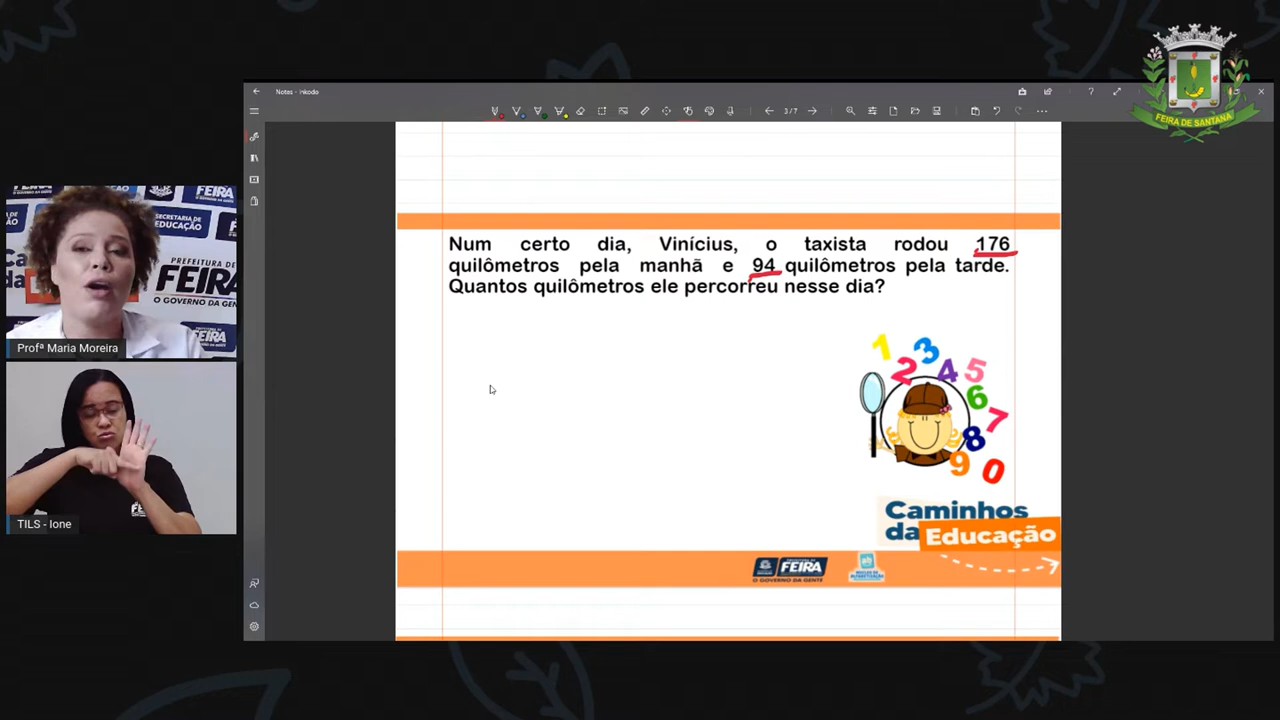 FEIRA DE SANTANA
Notas - Inkodo
3/7
Num certo dia, Vinícius, o taxista rodou 176
quilômetros pela manhã e 94 quilômetros pela tarde.
Quantos quilômetros ele percorreu nesse dia?
1 2 3 4 5 6 7 8 9 0
Caminhos
da Educação
FEIRA
O GOVERNO DA GENTE
FEIRA
SECRETARIA DE
EDUCAÇÃO
PREFEITURA DE
FEIRA
O GOVERNO DA GENTE
FEIRA
Profª Maria Moreira
TILS - Ione